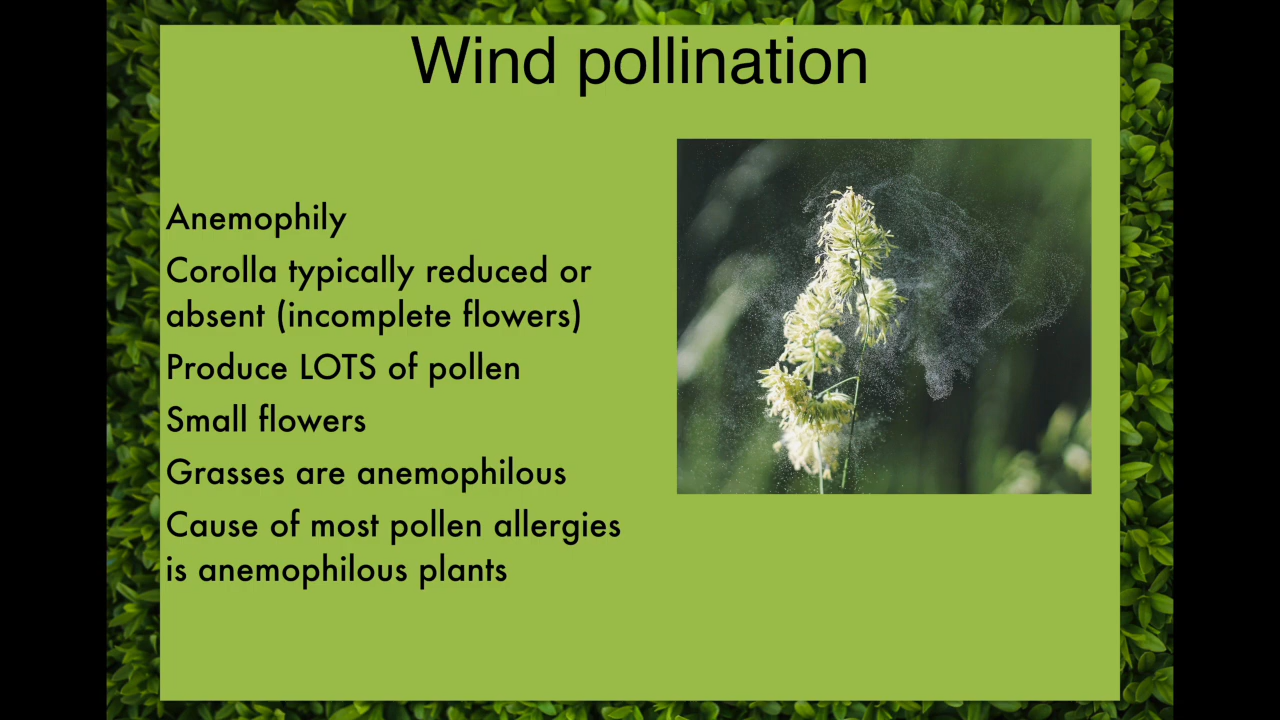 Wind pollination
Anemophily
Corolla typically reduced or
absent (incomplete flowers)
Produce LOTS of pollen
Small flowers
Grasses are anemophilous
Cause of most pollen allergies
is anemophilous plants